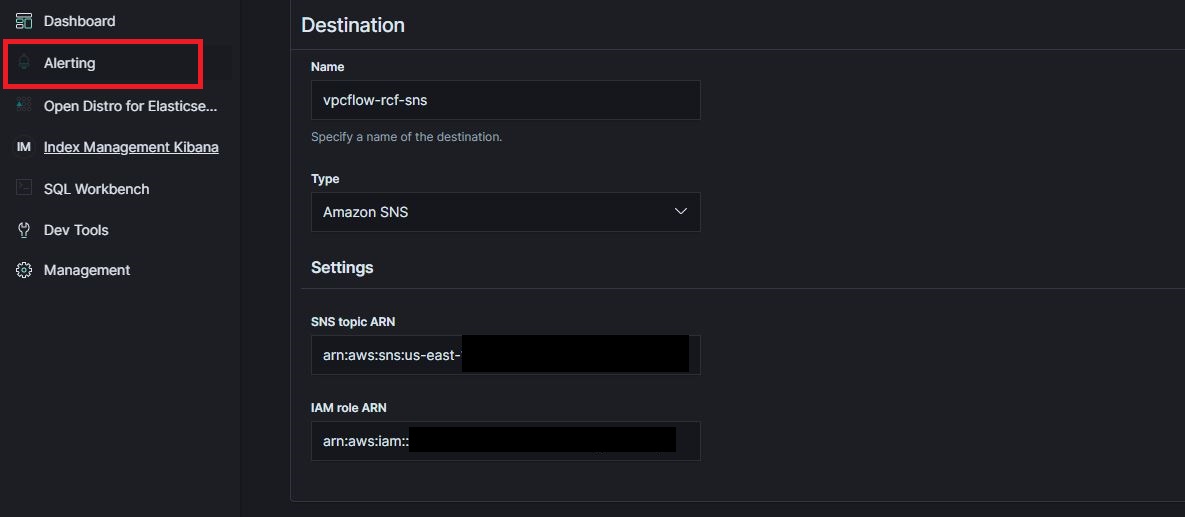 Dashboard
Alerting
Open Distro for Elasticse...
IM Index Management Kibana
SQL Workbench
Dev Tools
Management
Destination
Name
vpcflow-rcf-sns
Specify a name of the destination.
Type
Amazon SNS
Settings
SNS topic ARN
arn:aws:sns:us-east-
IAM role ARN
arn:aws:iam::